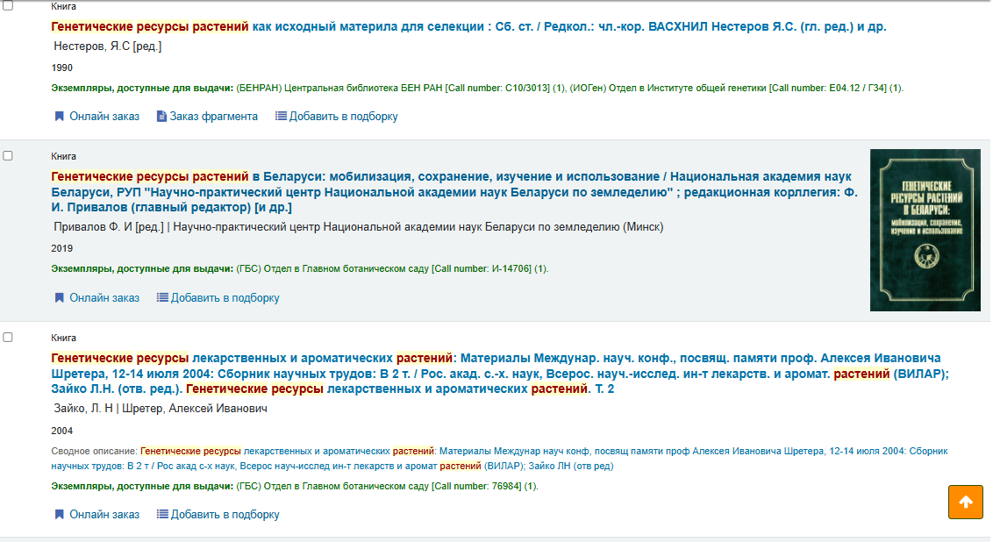 Книга
Генетические ресурсы растений как исходный материла для селекции : Сб. ст. / Редкол.: чл.-кор. ВАСХНИЛ Нестеров Я.С. (гл. ред.) и др.
Нестеров, Я.С [ред.]
1990
Экземпляры, доступные для выдачи: (БЕНРАН) Центральная библиотека БЕН РАН [Call number: С10/3013] (1), (ИОГен) Отдел в Институте общей генетики [Call number: Е04.12 / Г34] (1).
Онлайн заказ Заказ фрагмента Добавить в подборку
Книга
Генетические ресурсы растений в Беларуси: мобилизация, сохранение, изучение и использование / Национальная академия наук
Беларуси, РУП "Научно-практический центр Национальной академии наук Беларуси по земледелию" ; редакционная корллегия: Ф.
И. Привалов (главный редактор) [и др.]
Привалов Ф. И [ред.] | Научно-практический центр Национальной академии наук Беларуси по земледелию (Минск)
2019
Экземпляры, доступные для выдачи: (ГБС) Отдел в Главном ботаническом саду [Call number: И-14706] (1).
Онлайн заказ Добавить в подборку
ГЕНЕТИЧЕСКИЕ
РЕСУРСЫ РАСТЕНИЙ
В БЕЛАРУСИ:
мобилизация, сохранение,
изучение и использование
Книга
Генетические ресурсы лекарственных и ароматических растений: Материалы Междунар. науч. конф., посвящ. памяти проф. Алексея Ивановича
Шретера, 12-14 июля 2004: Сборник научных трудов: В 2 т. / Рос. акад. с.-х. наук, Всерос. науч.-исслед. ин-т лекарств. и аромат. растений (ВИЛАР);
Зайко Л.Н. (отв. ред.). Генетические ресурсы лекарственных и ароматических растений. Т. 2
Зайко, Л. Н | Шретер, Алексей Иванович
2004
Сводное описание: Генетические ресурсы лекарственных и ароматических растений: Материалы Междунар науч конф, посвящ памяти проф Алексея Ивановича Шретера, 12-14 июля 2004: Сборник
научных трудов: В 2 т / Рос акад с-х наук, Всерос науч-исслед ин-т лекарств и аромат растений (ВИЛАР); Зайко ЛН (отв ред)
Экземпляры, доступные для выдачи: (ГБС) Отдел в Главном ботаническом саду [Call number: 76984] (1).
Онлайн заказ Добавить в подборку